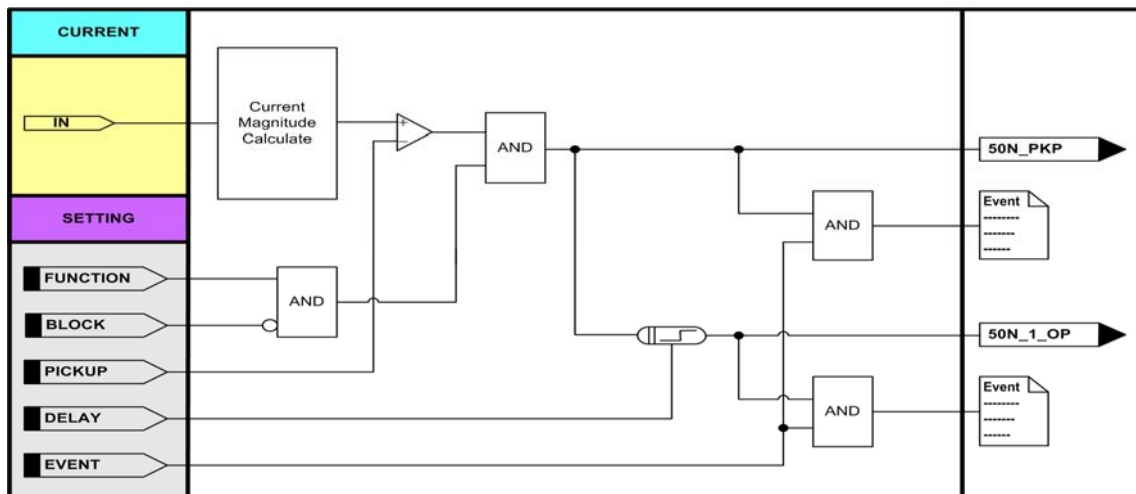 CURRENT
IN
Current
Magnitude
Calculate
+
−
AND
50N_PKP
SETTING
Event
--------
-------
------
AND
FUNCTION
AND
BLOCK
50N_1_OP
PICKUP
Event
--------
-------
------
AND
DELAY
EVENT